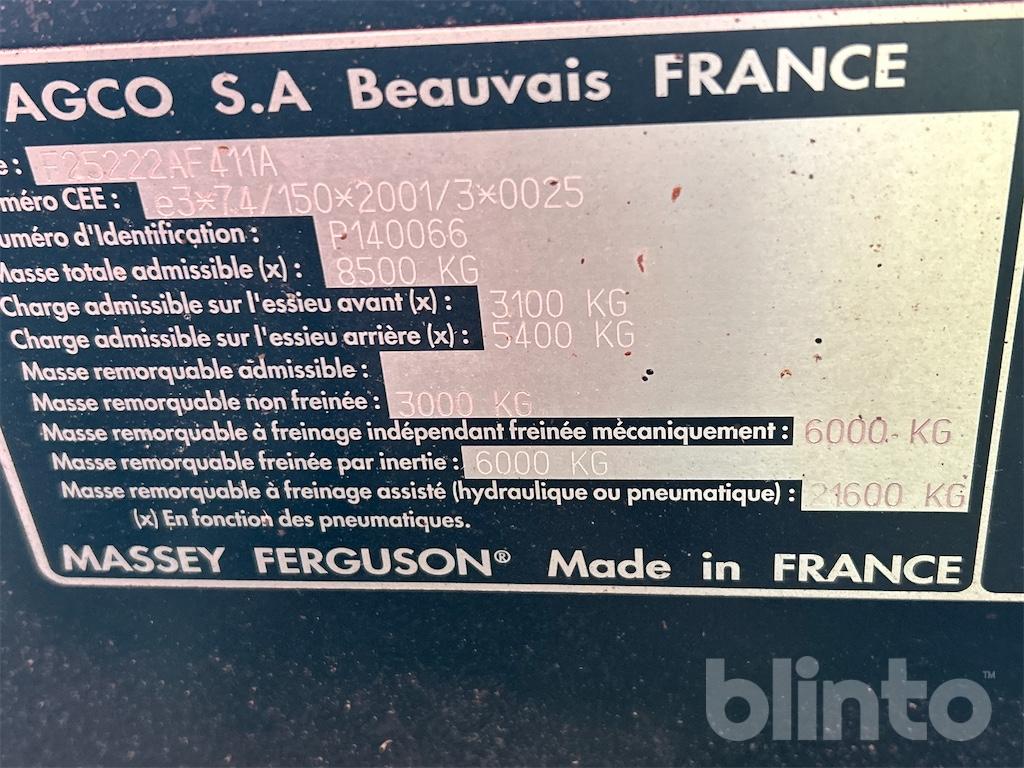 AGCO S.A Beauvais FRANCE
e: F25222AF411A
méro CEE: e3*74/150*2001/3*0025
uméro d'Identification: P140066
Masse totale admissible (x): 8500 KG
Charge admissible sur l'essieu avant (x): 3100 KG
Charge admissible sur l'essieu arrière (x): 5400 KG
Masse remorquable admissible:
Masse remorquable non freinée: 3000 KG
Masse remorquable à freinage indépendant freinée mécaniquement: 6000 KG
Masse remorquable freinée par inertie: 6000 KG
Masse remorquable à freinage assisté (hydraulique ou pneumatique): 21600 KG
(x) En fonction des pneumatiques.
MASSEY FERGUSON® Made in FRANCE
blinto™